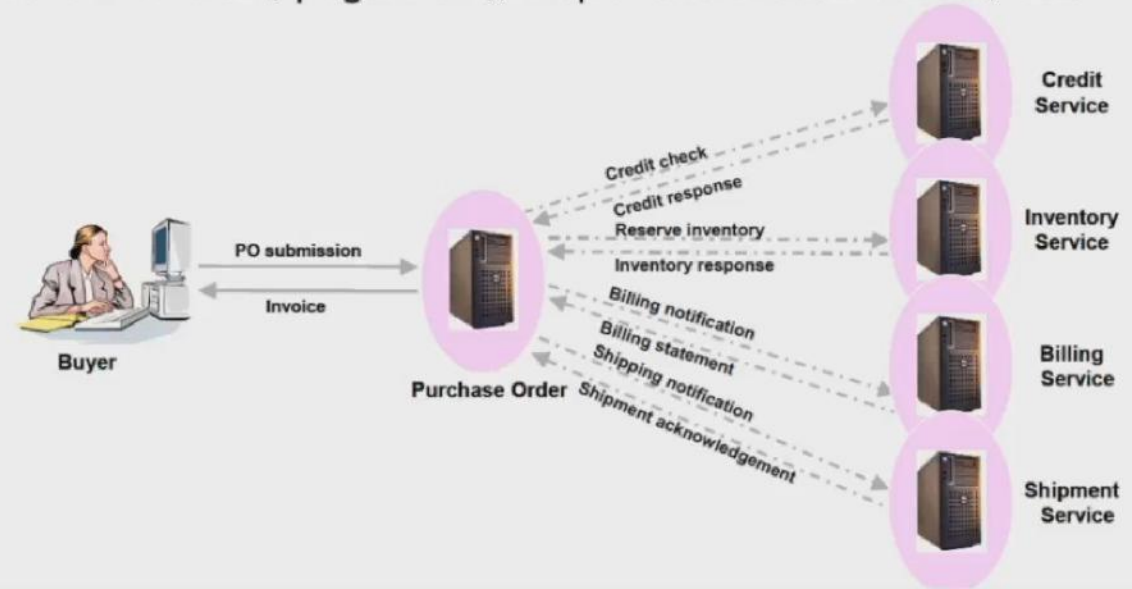 Credit
Service
Credit check
Credit response
Reserve inventory
Inventory
Service
PO submission
Inventory response
Invoice
Billing notification
Buyer
Billing statement
Billing
Service
Purchase Order
Shipping notification
Shipment acknowledgement
Shipment
Service